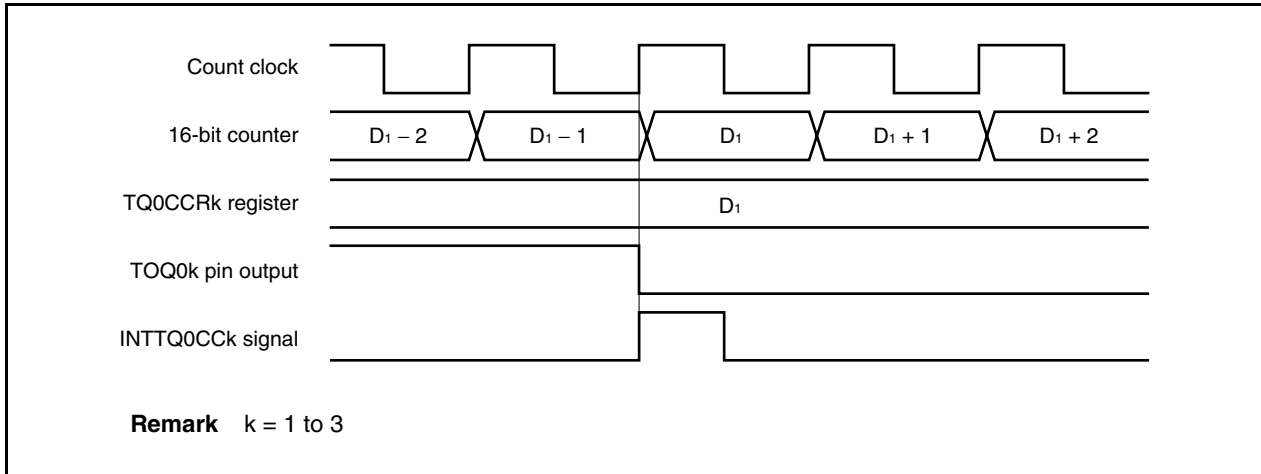 Count clock
16-bit counter D1 − 2 D1 − 1 D1 D1 + 1 D1 + 2
TQ0CCRk register D1
TOQ0k pin output
INTTQ0CCk signal
Remark k = 1 to 3